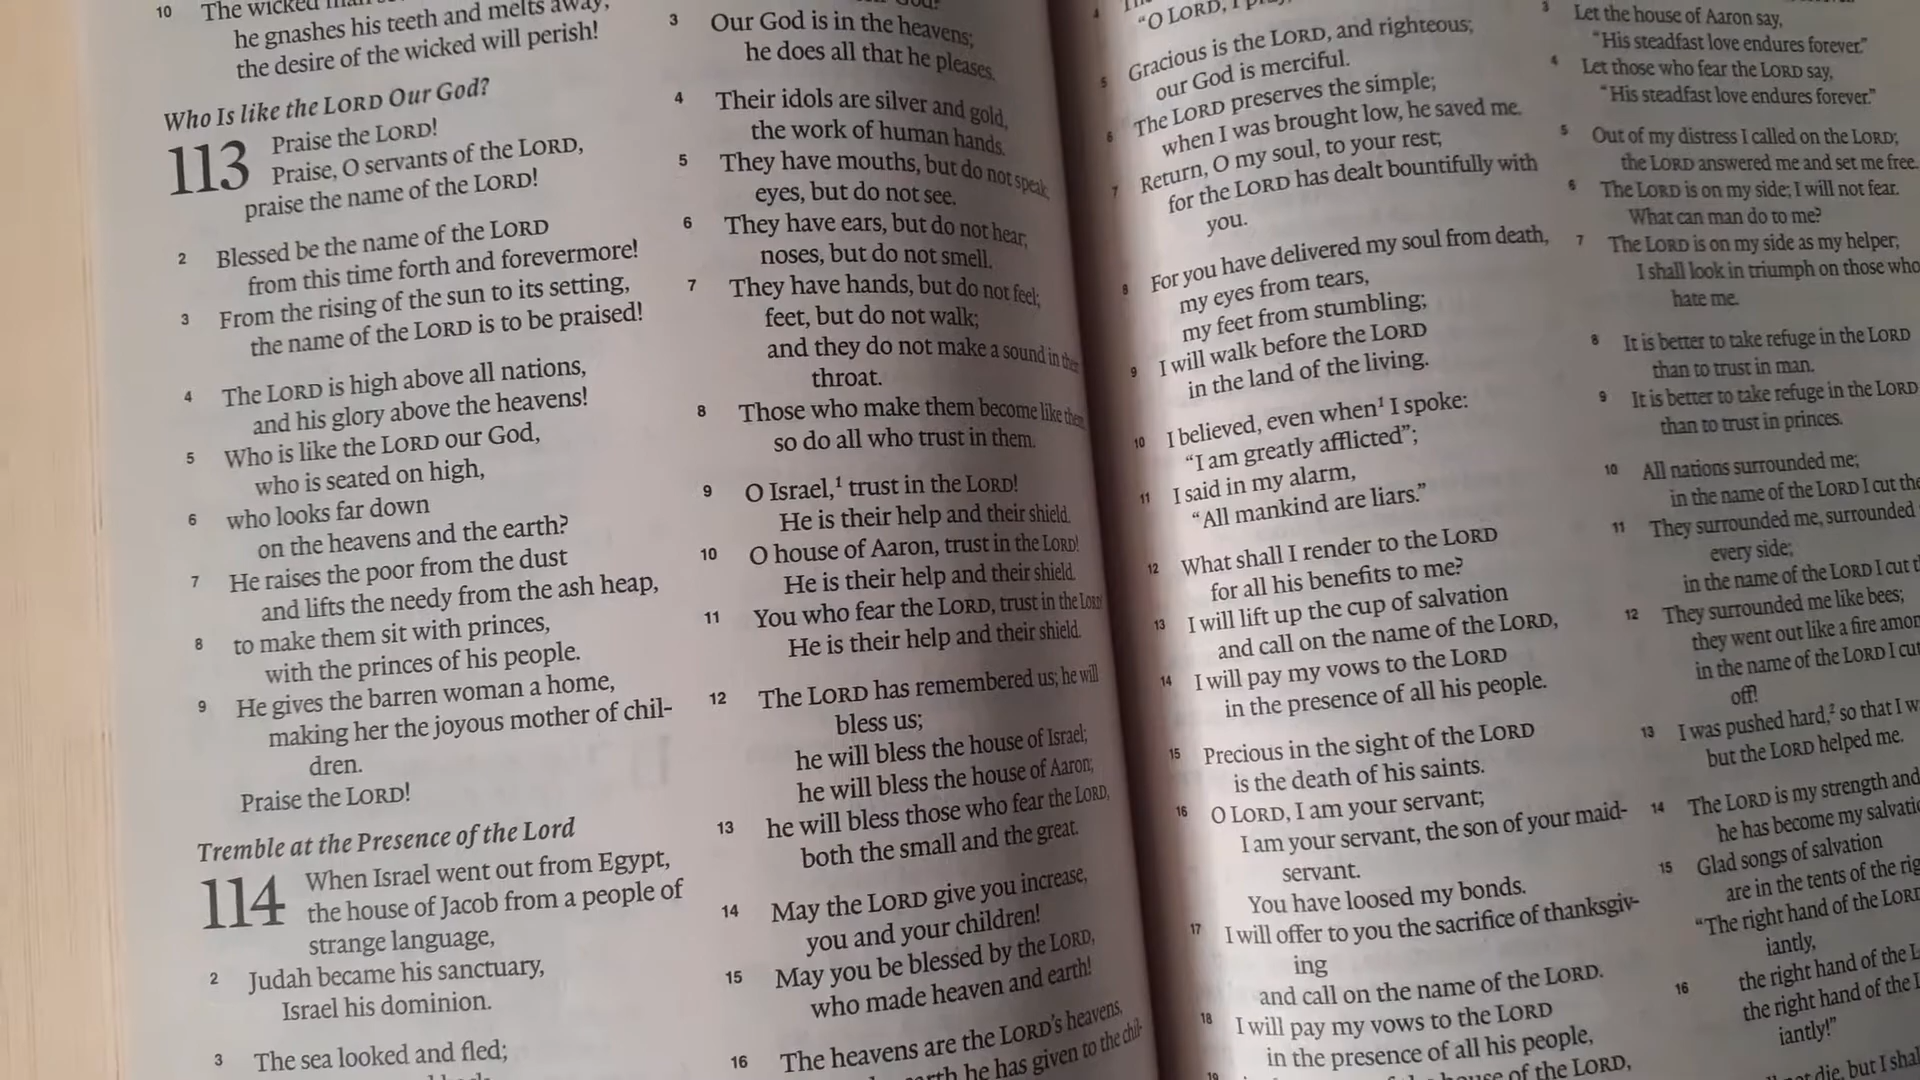 10 The wicked man
he gnashes his teeth and melts away;
the desire of the wicked will perish!
Who Is like the LORD Our God?
113 Praise the LORD!
Praise, O servants of the LORD,
praise the name of the LORD!
2 Blessed be the name of the LORD
from this time forth and forevermore!
3 From the rising of the sun to its setting,
the name of the LORD is to be praised!
4 The LORD is high above all nations,
and his glory above the heavens!
5 Who is like the LORD our God,
who is seated on high,
6 who looks far down
on the heavens and the earth?
7 He raises the poor from the dust
and lifts the needy from the ash heap,
8 to make them sit with princes,
with the princes of his people.
9 He gives the barren woman a home,
making her the joyous mother of chil-
dren.
Praise the LORD!
Tremble at the Presence of the Lord
114 When Israel went out from Egypt,
the house of Jacob from a people of
strange language,
2 Judah became his sanctuary,
Israel his dominion.
3 The sea looked and fled;
God?"
3 Our God is in the heavens;
he does all that he pleases.
4 Their idols are silver and gold,
the work of human hands.
5 They have mouths, but do not speak;
eyes, but do not see.
6 They have ears, but do not hear;
noses, but do not smell.
7 They have hands, but do not feel;
feet, but do not walk;
and they do not make a sound in their
throat.
8 Those who make them become like them;
so do all who trust in them.
9 O Israel,1 trust in the LORD!
He is their help and their shield.
10 O house of Aaron, trust in the LORD!
He is their help and their shield.
11 You who fear the LORD, trust in the LORD!
He is their help and their shield.
12 The LORD has remembered us; he will
bless us;
he will bless the house of Israel;
he will bless the house of Aaron;
13 he will bless those who fear the LORD,
both the small and the great.
14 May the LORD give you increase,
you and your children!
15 May you be blessed by the LORD,
who made heaven and earth!
16 The heavens are the LORD's heavens,
he has given to the chil-
4
"O LORD, I pray,
5 Gracious is the LORD, and righteous;
our God is merciful.
6 The LORD preserves the simple;
when I was brought low, he saved me.
7 Return, O my soul, to your rest;
for the LORD has dealt bountifully with
you.
8 For you have delivered my soul from death,
my eyes from tears,
my feet from stumbling;
9 I will walk before the LORD
in the land of the living.
10 I believed, even when1 I spoke:
"I am greatly afflicted";
11 I said in my alarm,
"All mankind are liars."
12 What shall I render to the LORD
for all his benefits to me?
13 I will lift up the cup of salvation
and call on the name of the LORD,
14 I will pay my vows to the LORD
in the presence of all his people.
15 Precious in the sight of the LORD
is the death of his saints.
16 O LORD, I am your servant;
I am your servant, the son of your maid-
servant.
You have loosed my bonds.
17 I will offer to you the sacrifice of thanksgiv-
ing
and call on the name of the LORD.
18 I will pay my vows to the LORD
in the presence of all his people,
19 house of the LORD,
3 Let the house of Aaron say,
"His steadfast love endures forever."
4 Let those who fear the LORD say,
"His steadfast love endures forever."
5 Out of my distress I called on the LORD;
the LORD answered me and set me free.
6 The LORD is on my side; I will not fear.
What can man do to me?
7 The LORD is on my side as my helper;
I shall look in triumph on those who
hate me.
8 It is better to take refuge in the LORD
than to trust in man.
9 It is better to take refuge in the LORD
than to trust in princes.
10 All nations surrounded me;
in the name of the LORD I cut the
11 They surrounded me, surrounded
every side;
in the name of the LORD I cut t
12 They surrounded me like bees;
they went out like a fire amon
in the name of the LORD I cut
off!
13 I was pushed hard,2 so that I w
but the LORD helped me.
14 The LORD is my strength and
he has become my salvatio
15 Glad songs of salvation
are in the tents of the rig
"The right hand of the LORD
iantly,
16 the right hand of the L
the right hand of the L
iantly!"
not die, but I shal